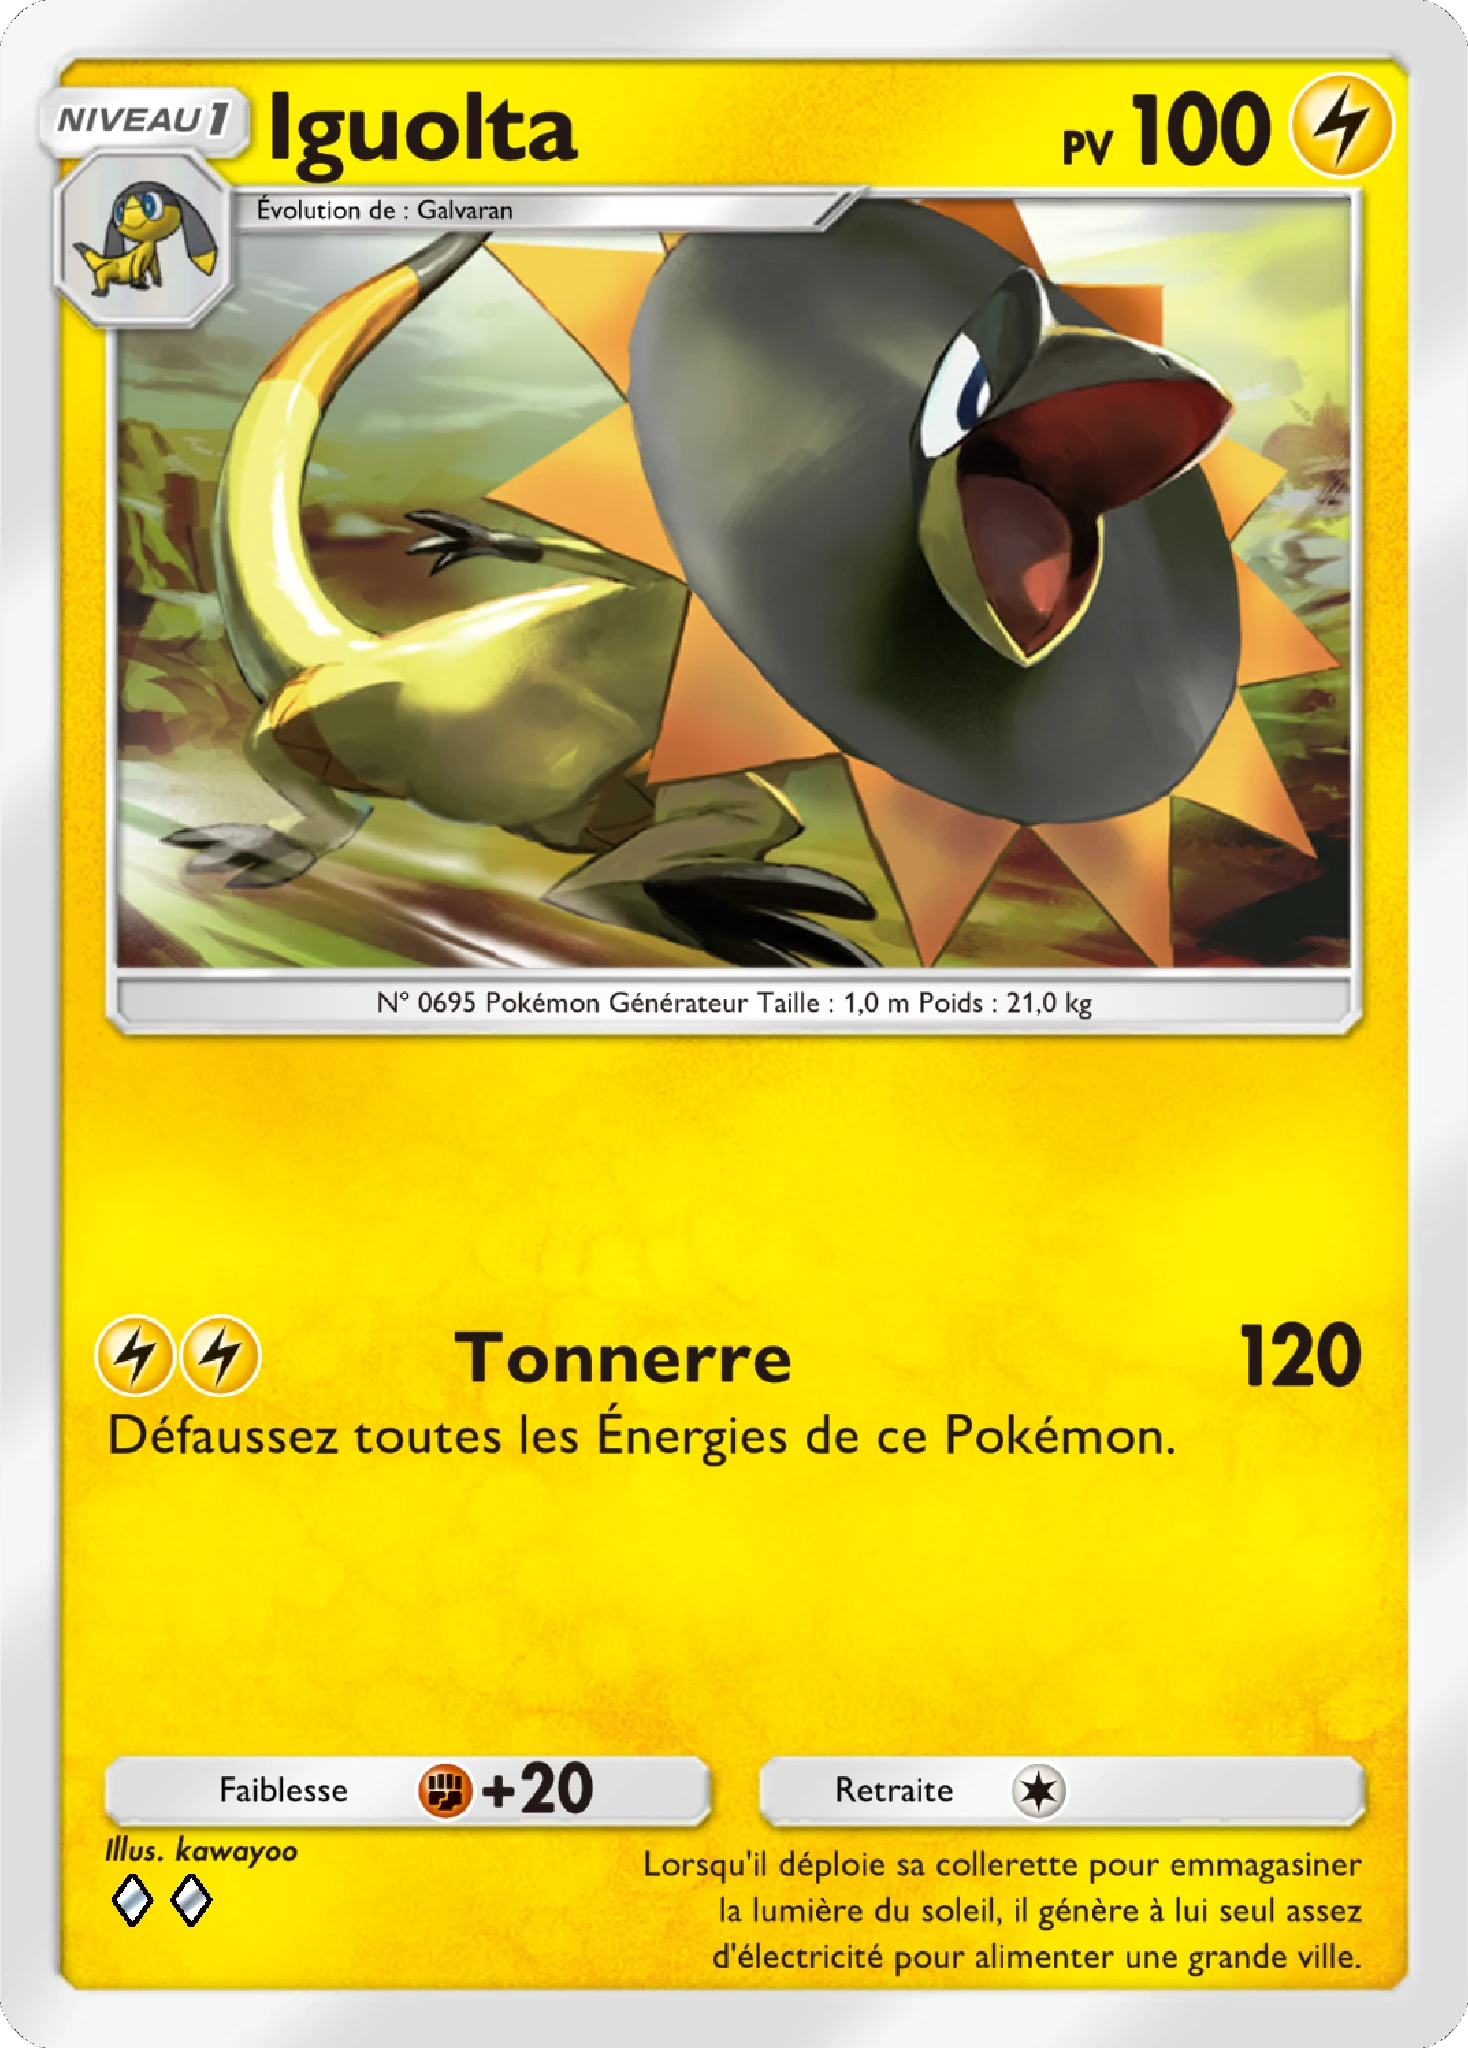 NIVEAU 1
Iguolta
PV 100
Évolution de : Galvaran
N° 0695 Pokémon Générateur Taille : 1,0 m Poids : 21,0 kg
Tonnerre 120
Défaussez toutes les Énergies de ce Pokémon.
Faiblesse +20
Retraite
Illus. kawayoo
Lorsqu'il déploie sa collerette pour emmagasiner
la lumière du soleil, il génère à lui seul assez
d'électricité pour alimenter une grande ville.